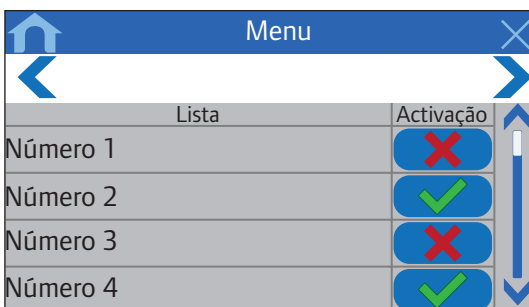 Menu
Lista Activação
Número 1
Número 2
Número 3
Número 4